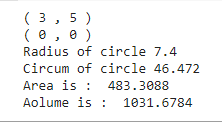 ( 3 , 5 )
( 0 , 0 )
Radius of circle 7.4
Circum of circle 46.472
Area is :  483.3088
Aolume is :  1031.6784